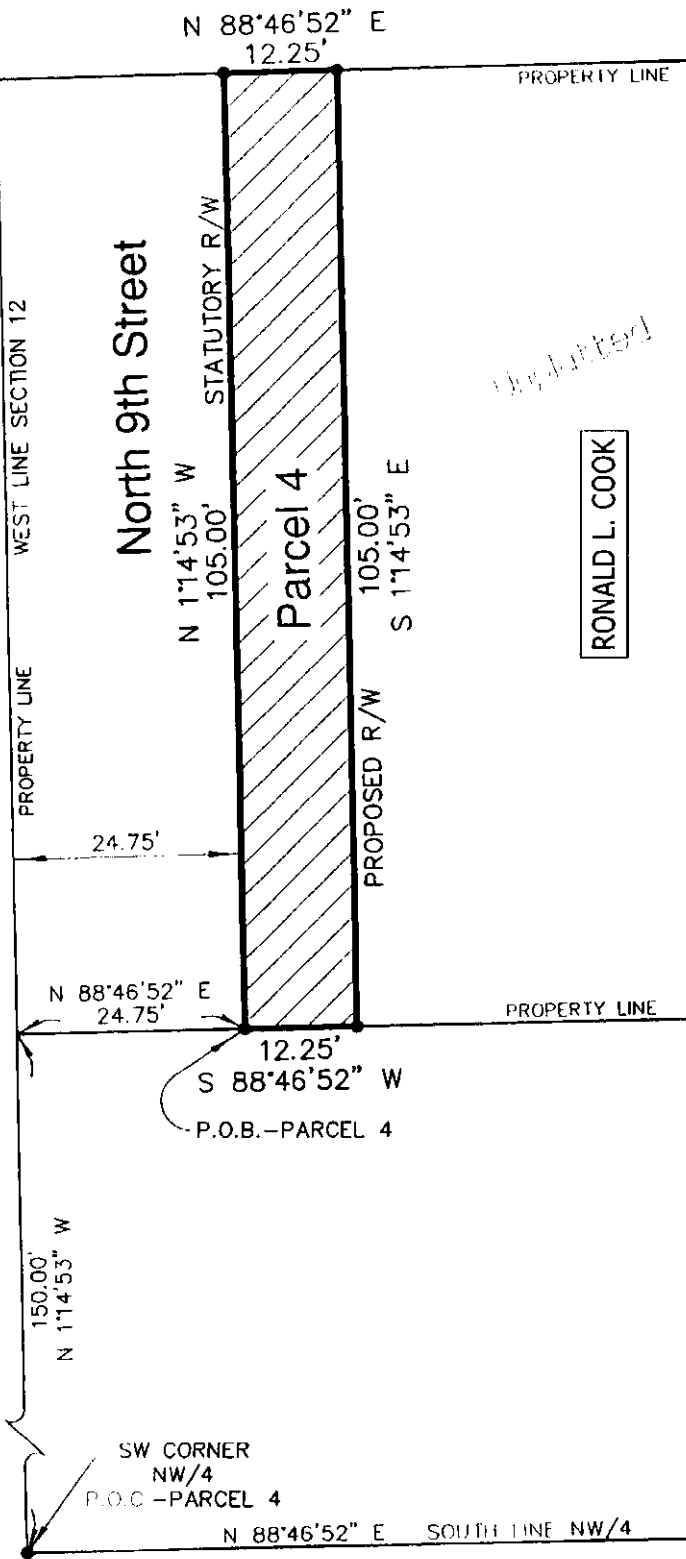 N 88°46'52" E
12.25'
PROPERTY LINE
WEST LINE SECTION 12
PROPERTY LINE
North 9th Street
STATUTORY R/W
N 1°14'53" W
105.00'
Parcel 4
105.00'
S 1°14'53" E
PROPOSED R/W
Unplatted
RONALD L. COOK
24.75'
N 88°46'52" E
24.75'
PROPERTY LINE
12.25'
S 88°46'52" W
P.O.B.-PARCEL 4
150.00'
N 1°14'53" W
SW CORNER
NW/4
P.O.C.-PARCEL 4
N 88°46'52" E SOUTH LINE NW/4